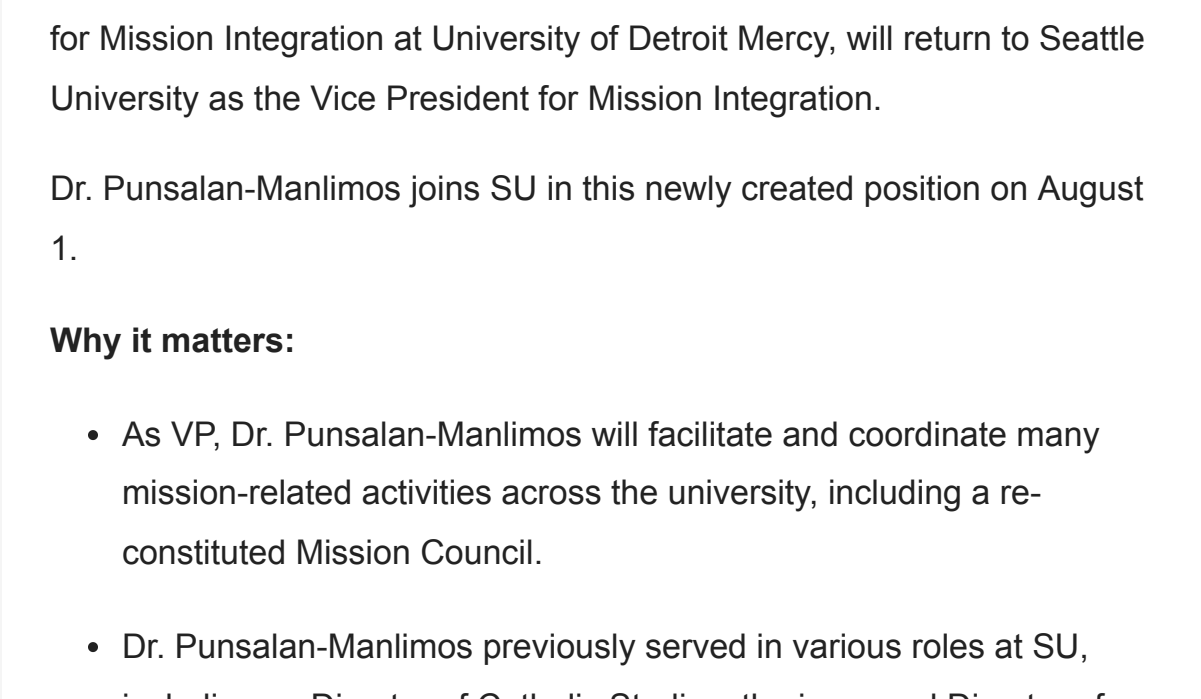 for Mission Integration at University of Detroit Mercy, will return to Seattle
University as the Vice President for Mission Integration.
Dr. Punsalan-Manlimos joins SU in this newly created position on August
1.
Why it matters:
• As VP, Dr. Punsalan-Manlimos will facilitate and coordinate many
mission-related activities across the university, including a re-
constituted Mission Council.
• Dr. Punsalan-Manlimos previously served in various roles at SU,